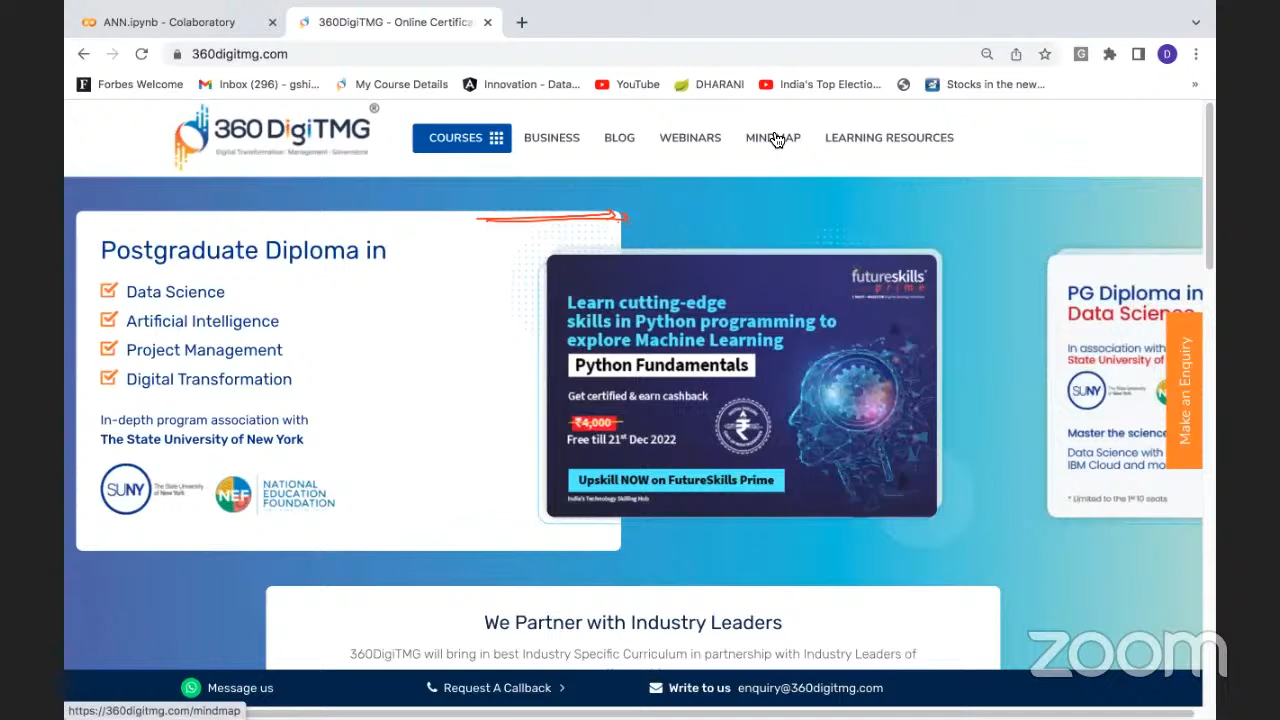 ANN.ipynb - Colaboratory
360DigiTMG - Online Certifica
360digitmg.com
G
D
F Forbes Welcome
Inbox (296) - gshi...
My Course Details
Innovation - Data...
YouTube
DHARANI
India's Top Electio...
Stocks in the new...
»
360 DigiTMG ®
Digital Transformation : Management : Governance
COURSES
BUSINESS
BLOG
WEBINARS
MINDMAP
LEARNING RESOURCES
Postgraduate Diploma in
Data Science
Artificial Intelligence
Project Management
Digital Transformation
In-depth program association with
The State University of New York
SUNY The State University of New York
NEF NATIONAL
EDUCATION
FOUNDATION
futureskills
prime
Learn cutting-edge
skills in Python programming to
explore Machine Learning
Python Fundamentals
Get certified & earn cashback
₹4,000
Free till 21st Dec 2022
Upskill NOW on FutureSkills Prime
India's Technology Skilling Hub
PG Diploma in
Data Science
In association with
State University of
SUNY
Master the science
Data Science with
IBM Cloud and mo
* Limited to the 1st 10 seats
Make an Enquiry
We Partner with Industry Leaders
360DigiTMG will bring in best Industry Specific Curriculum in partnership with Industry Leaders of
zoom
Message us
Request A Callback
Write to us enquiry@360digitmg.com
https://360digitmg.com/mindmap